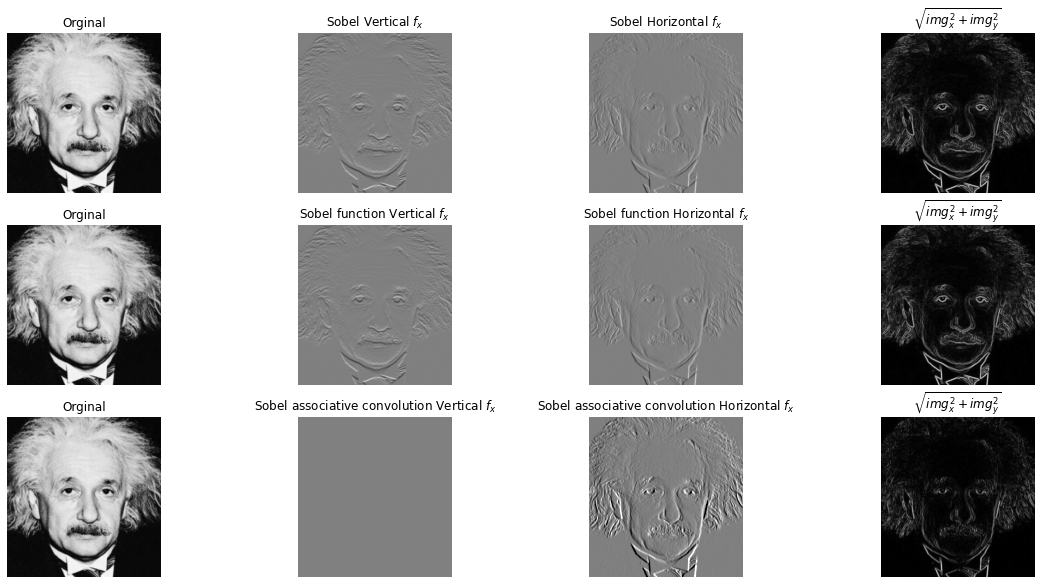 Orginal
Sobel Vertical $f_x$
Sobel Horizontal $f_x$
$\sqrt{img_x^2 + img_y^2}$
Orginal
Sobel function Vertical $f_x$
Sobel function Horizontal $f_x$
$\sqrt{img_x^2 + img_y^2}$
Orginal
Sobel associative convolution Vertical $f_x$
Sobel associative convolution Horizontal $f_x$
$\sqrt{img_x^2 + img_y^2}$